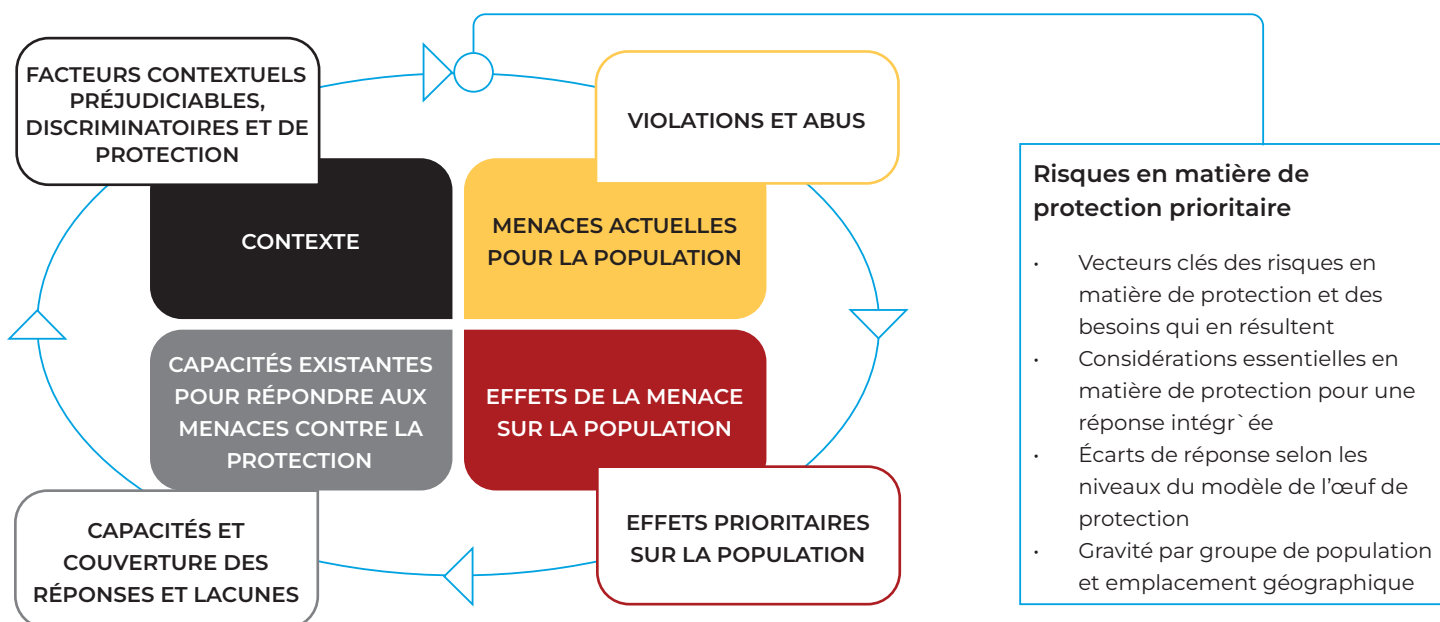 FACTEURS CONTEXTUELS
PRÉJUDICIABLES,
DISCRIMINATOIRES ET DE
PROTECTION
VIOLATIONS ET ABUS
CONTEXTE
MENACES ACTUELLES
POUR LA POPULATION
CAPACITÉS EXISTANTES
POUR RÉPONDRE AUX
MENACES CONTRE LA
PROTECTION
EFFETS DE LA MENACE
SUR LA POPULATION
CAPACITÉS ET
COUVERTURE DES
RÉPONSES ET LACUNES
EFFETS PRIORITAIRES
SUR LA POPULATION
Risques en matière de
protection prioritaire
• Vecteurs clés des risques en
matière de protection et des
besoins qui en résultent
• Considérations essentielles en
matière de protection pour une
réponse intégr`ée
• Écarts de réponse selon les
niveaux du modèle de l’œuf de
protection
• Gravité par groupe de population
et emplacement géographique